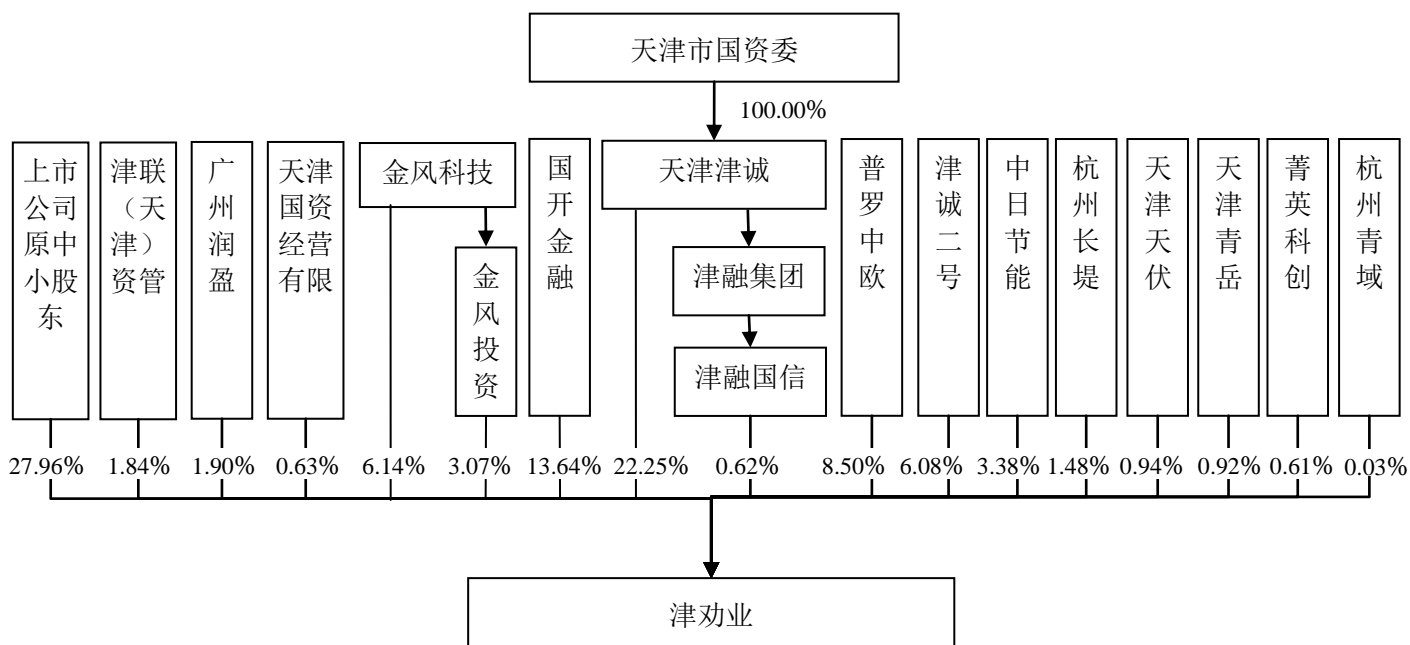 天津市国资委
100.00%
上市公司原中小股东
津联（天津）资管
广州润盈
天津国资经营有限
金风科技
国开金融
天津津诚
普罗中欧
津诚二号
中日节能
杭州长堤
天津天伏
天津青岳
菁英科创
杭州青域
金风投资
津融集团
津融国信
27.96% 1.84% 1.90% 0.63% 6.14% 3.07% 13.64% 22.25% 0.62% 8.50% 6.08% 3.38% 1.48% 0.94% 0.92% 0.61% 0.03%
津劝业